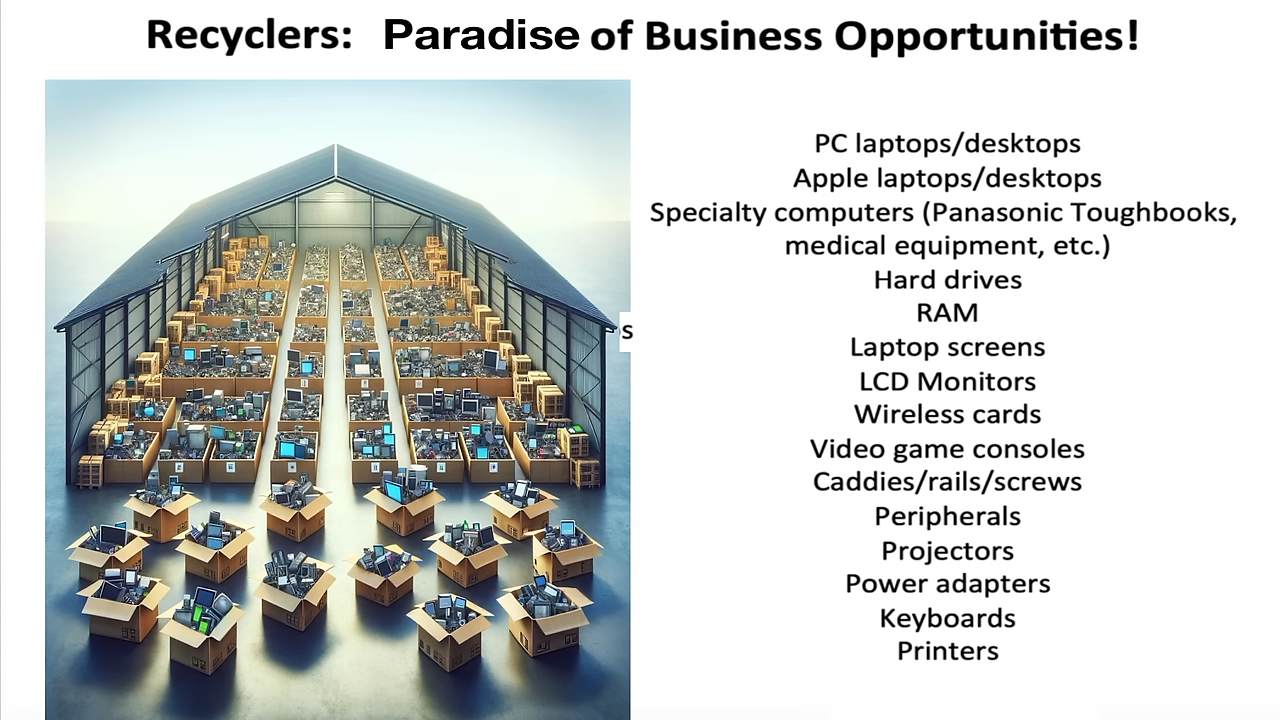 Recyclers: Paradise of Business Opportunities!
PC laptops/desktops
Apple laptops/desktops
Specialty computers (Panasonic Toughbooks,
medical equipment, etc.)
Hard drives
RAM
Laptop screens
LCD Monitors
Wireless cards
Video game consoles
Caddies/rails/screws
Peripherals
Projectors
Power adapters
Keyboards
Printers